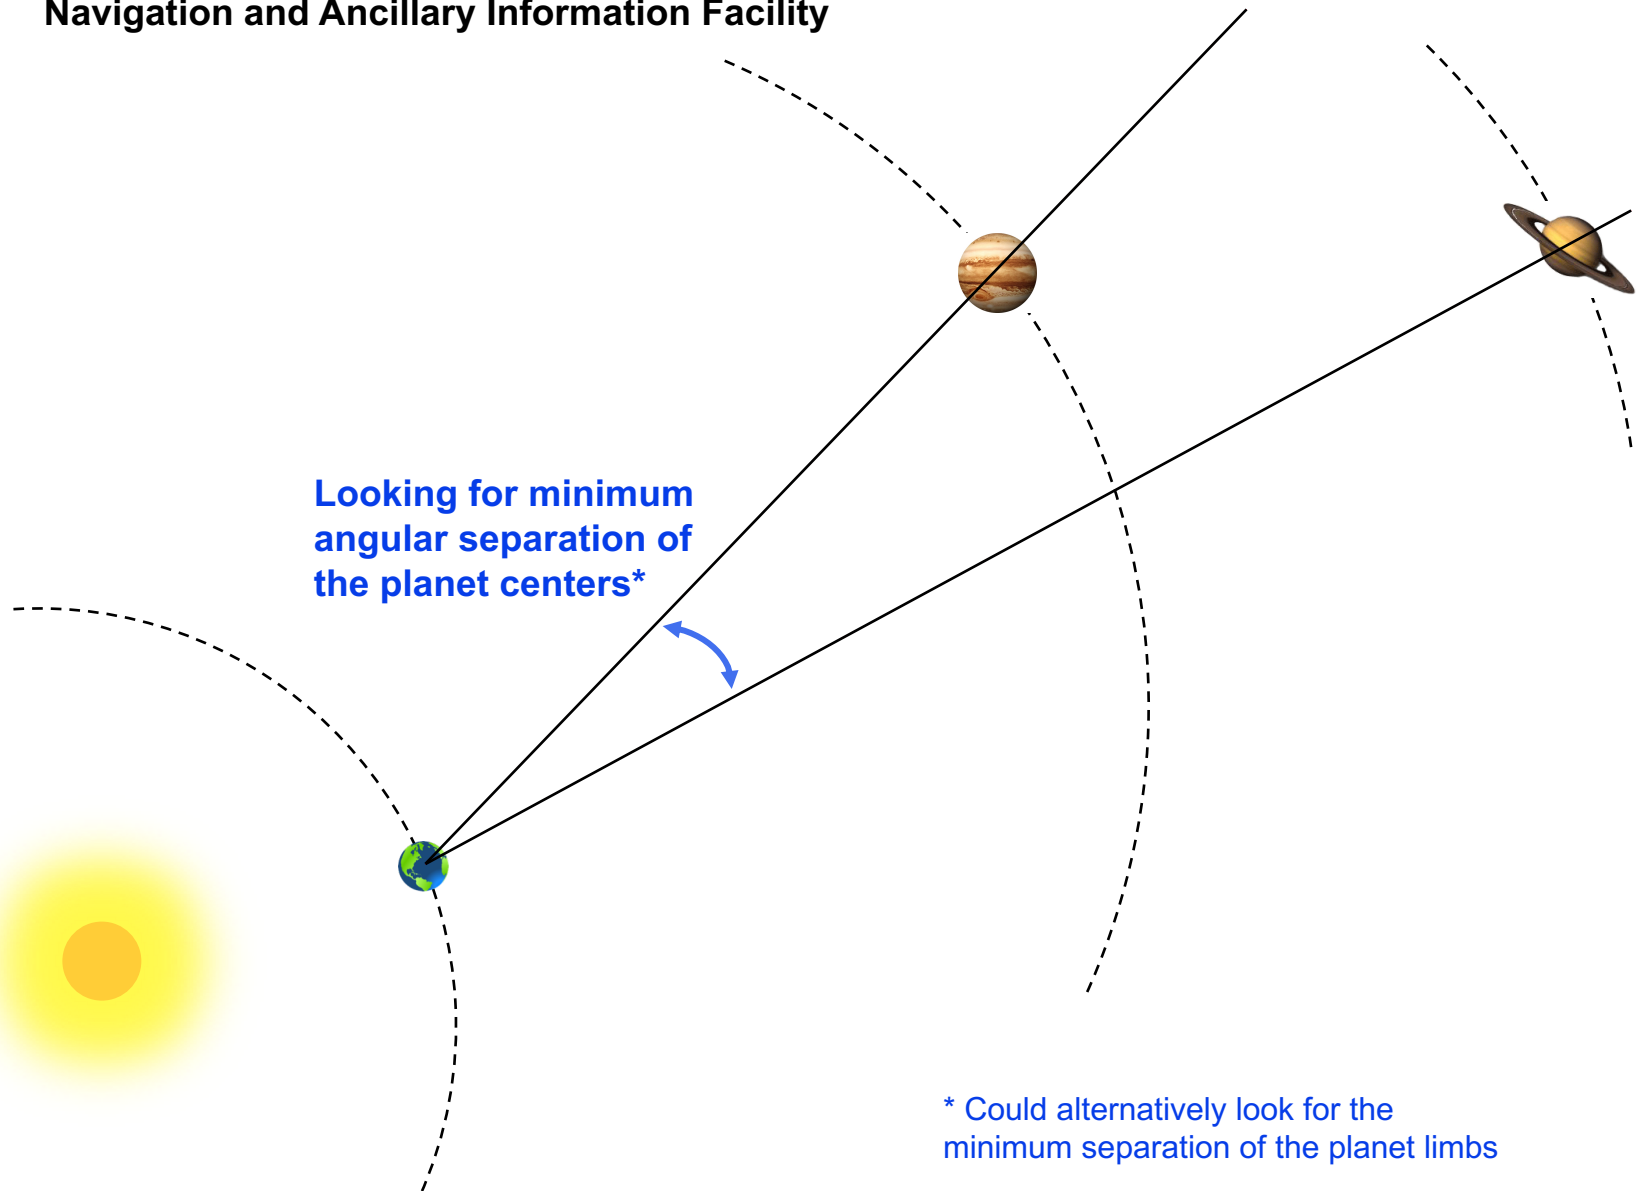 Navigation and Ancillary Information Facility
Looking for minimum
angular separation of
the planet centers*
* Could alternatively look for the
minimum separation of the planet limbs